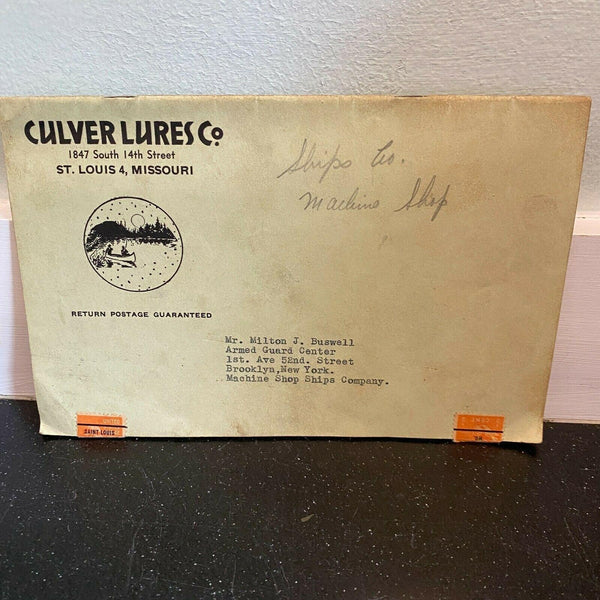 CULVER LURES Co
1847 South 14th Street
ST. LOUIS 4, MISSOURI
Ships Co.
Machine Shop
RETURN POSTAGE GUARANTEED
Mr. Milton J. Buswell
Armed Guard Center
1st. Ave 52nd. Street
Brooklyn,New York.
Machine Shop Ships Company.
SAINT LOUIS